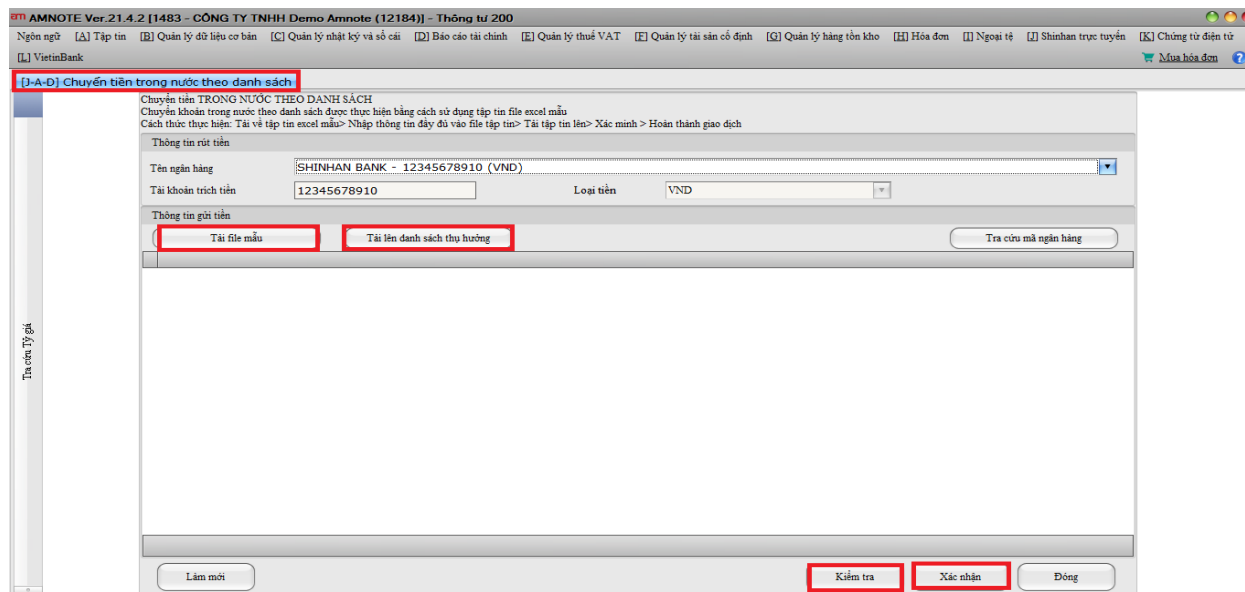 am AMNOTE Ver.21.4.2 [1483 - CÔNG TY TNHH Demo Amnote (12184)] - Thông tư 200
Ngôn ngữ [A] Tập tin [B] Quản lý dữ liệu cơ bản [C] Quản lý nhật ký và sổ cái [D] Báo cáo tài chính [E] Quản lý thuế VAT [F] Quản lý tài sản cố định [G] Quản lý hàng tồn kho [H] Hóa đơn [I] Ngoại tệ [J] Shinhan trực tuyến [K] Chứng từ điện tử
[L] VietinBank Mua hóa đơn ?
[J-A-D] Chuyển tiền trong nước theo danh sách
Chuyển tiền TRONG NƯỚC THEO DANH SÁCH
Chuyển khoản trong nước theo danh sách được thực hiện bằng cách sử dụng tập tin file excel mẫu
Cách thức thực hiện: Tải về tập tin excel mẫu> Nhập thông tin đầy đủ vào file tập tin> Tải tập tin lên> Xác minh > Hoàn thành giao dịch
Thông tin rút tiền
Tên ngân hàng SHINHAN BANK - 12345678910 (VND)
Tài khoản trích tiền 12345678910 Loại tiền VND
Thông tin gửi tiền
Tải file mẫu Tải lên danh sách thụ hưởng Tra cứu mã ngân hàng
Tra cứu Tỷ giá
Làm mới Kiểm tra Xác nhận Đóng